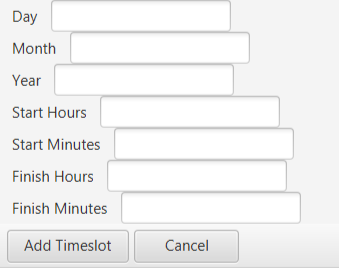 Day
Month
Year
Start Hours
Start Minutes
Finish Hours
Finish Minutes
Add Timeslot Cancel